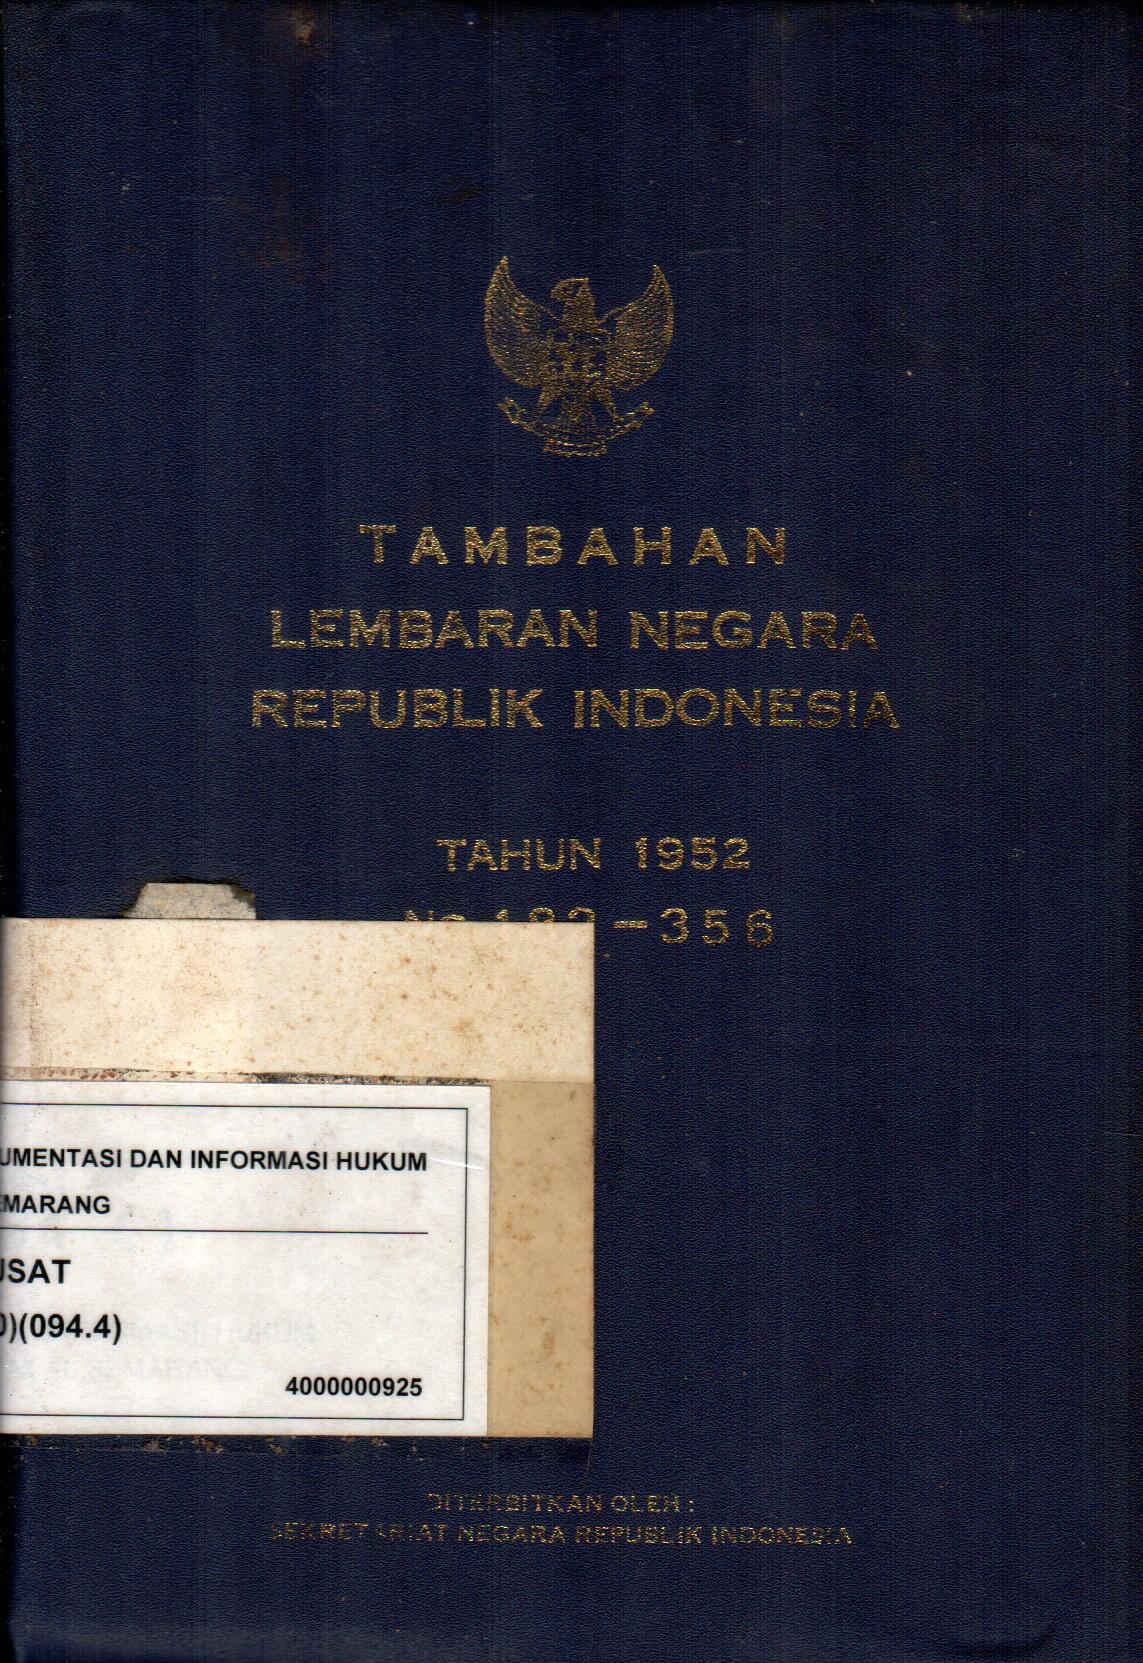 TAMBAHAN
LEMBARAN NEGARA
REPUBLIK INDONESIA
TAHUN 1952
No –356
UMENTASI DAN INFORMASI HUKUM
EMARANG
USAT
)(094.4)
4000000925
DITERBITKAN OLEH :
SEKRETARIAT NEGARA REPUBLIK INDONESIA